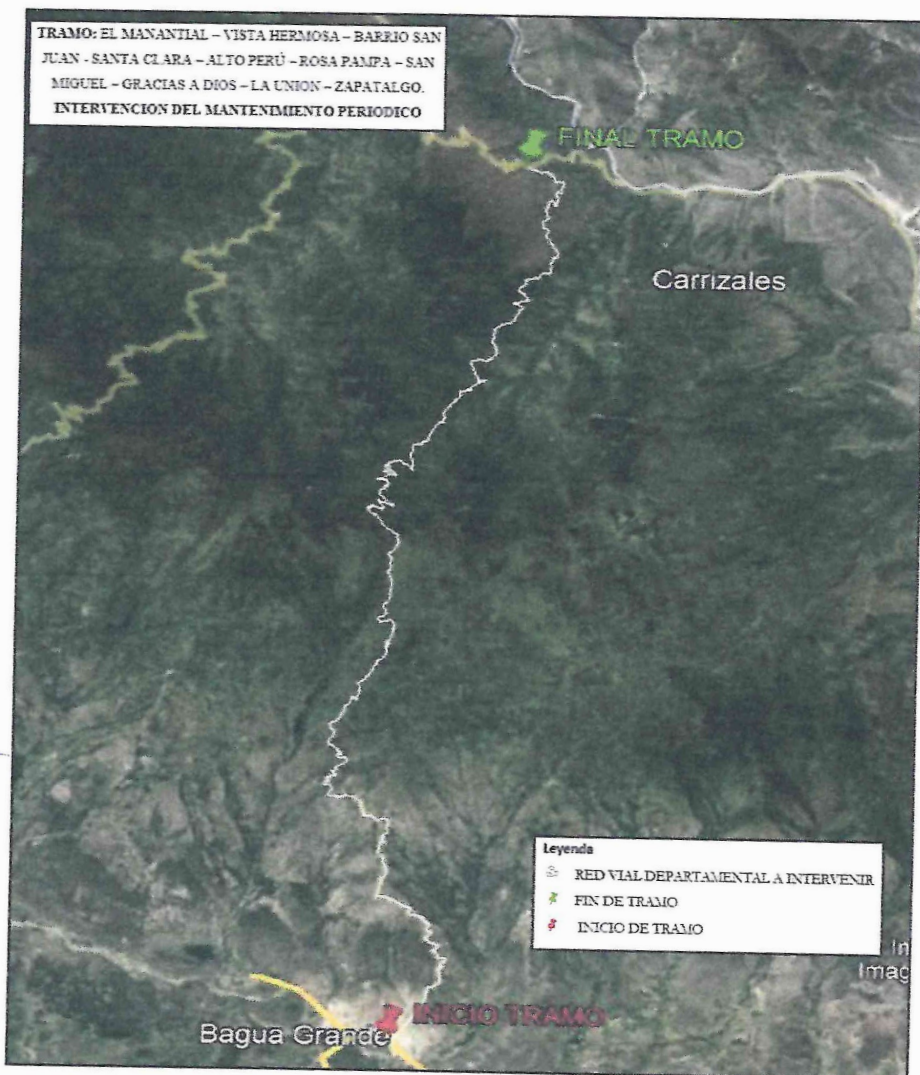 TRAMO: EL MANANTIAL – VISTA HERMOSA – BARRIO SAN
JUAN - SANTA CLARA – ALTO PERÚ – ROSA PAMPA – SAN
MIGUEL – GRACIAS A DIOS – LA UNION – ZAPATALGO.
INTERVENCION DEL MANTENIMIENTO PERIODICO
FINAL TRAMO
Carrizales
Leyenda
RED VIAL DEPARTAMENTAL A INTERVENIR
FIN DE TRAMO
INICIO DE TRAMO
In
Imag
INICIO TRAMO
Bagua Grande